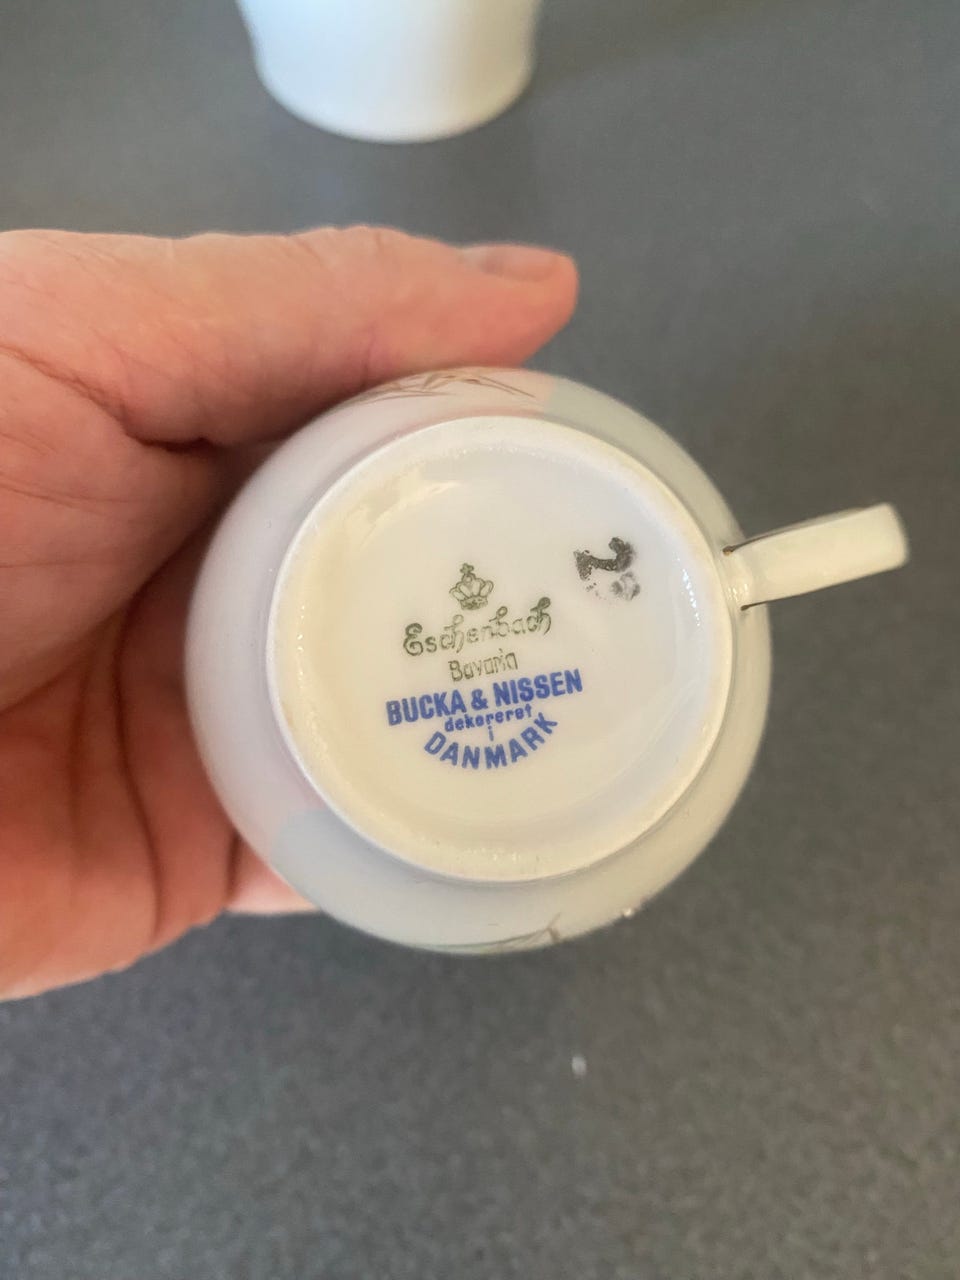 Eschenbach
Bavaria
BUCKA & NISSEN
dekoreret
i
DANMARK